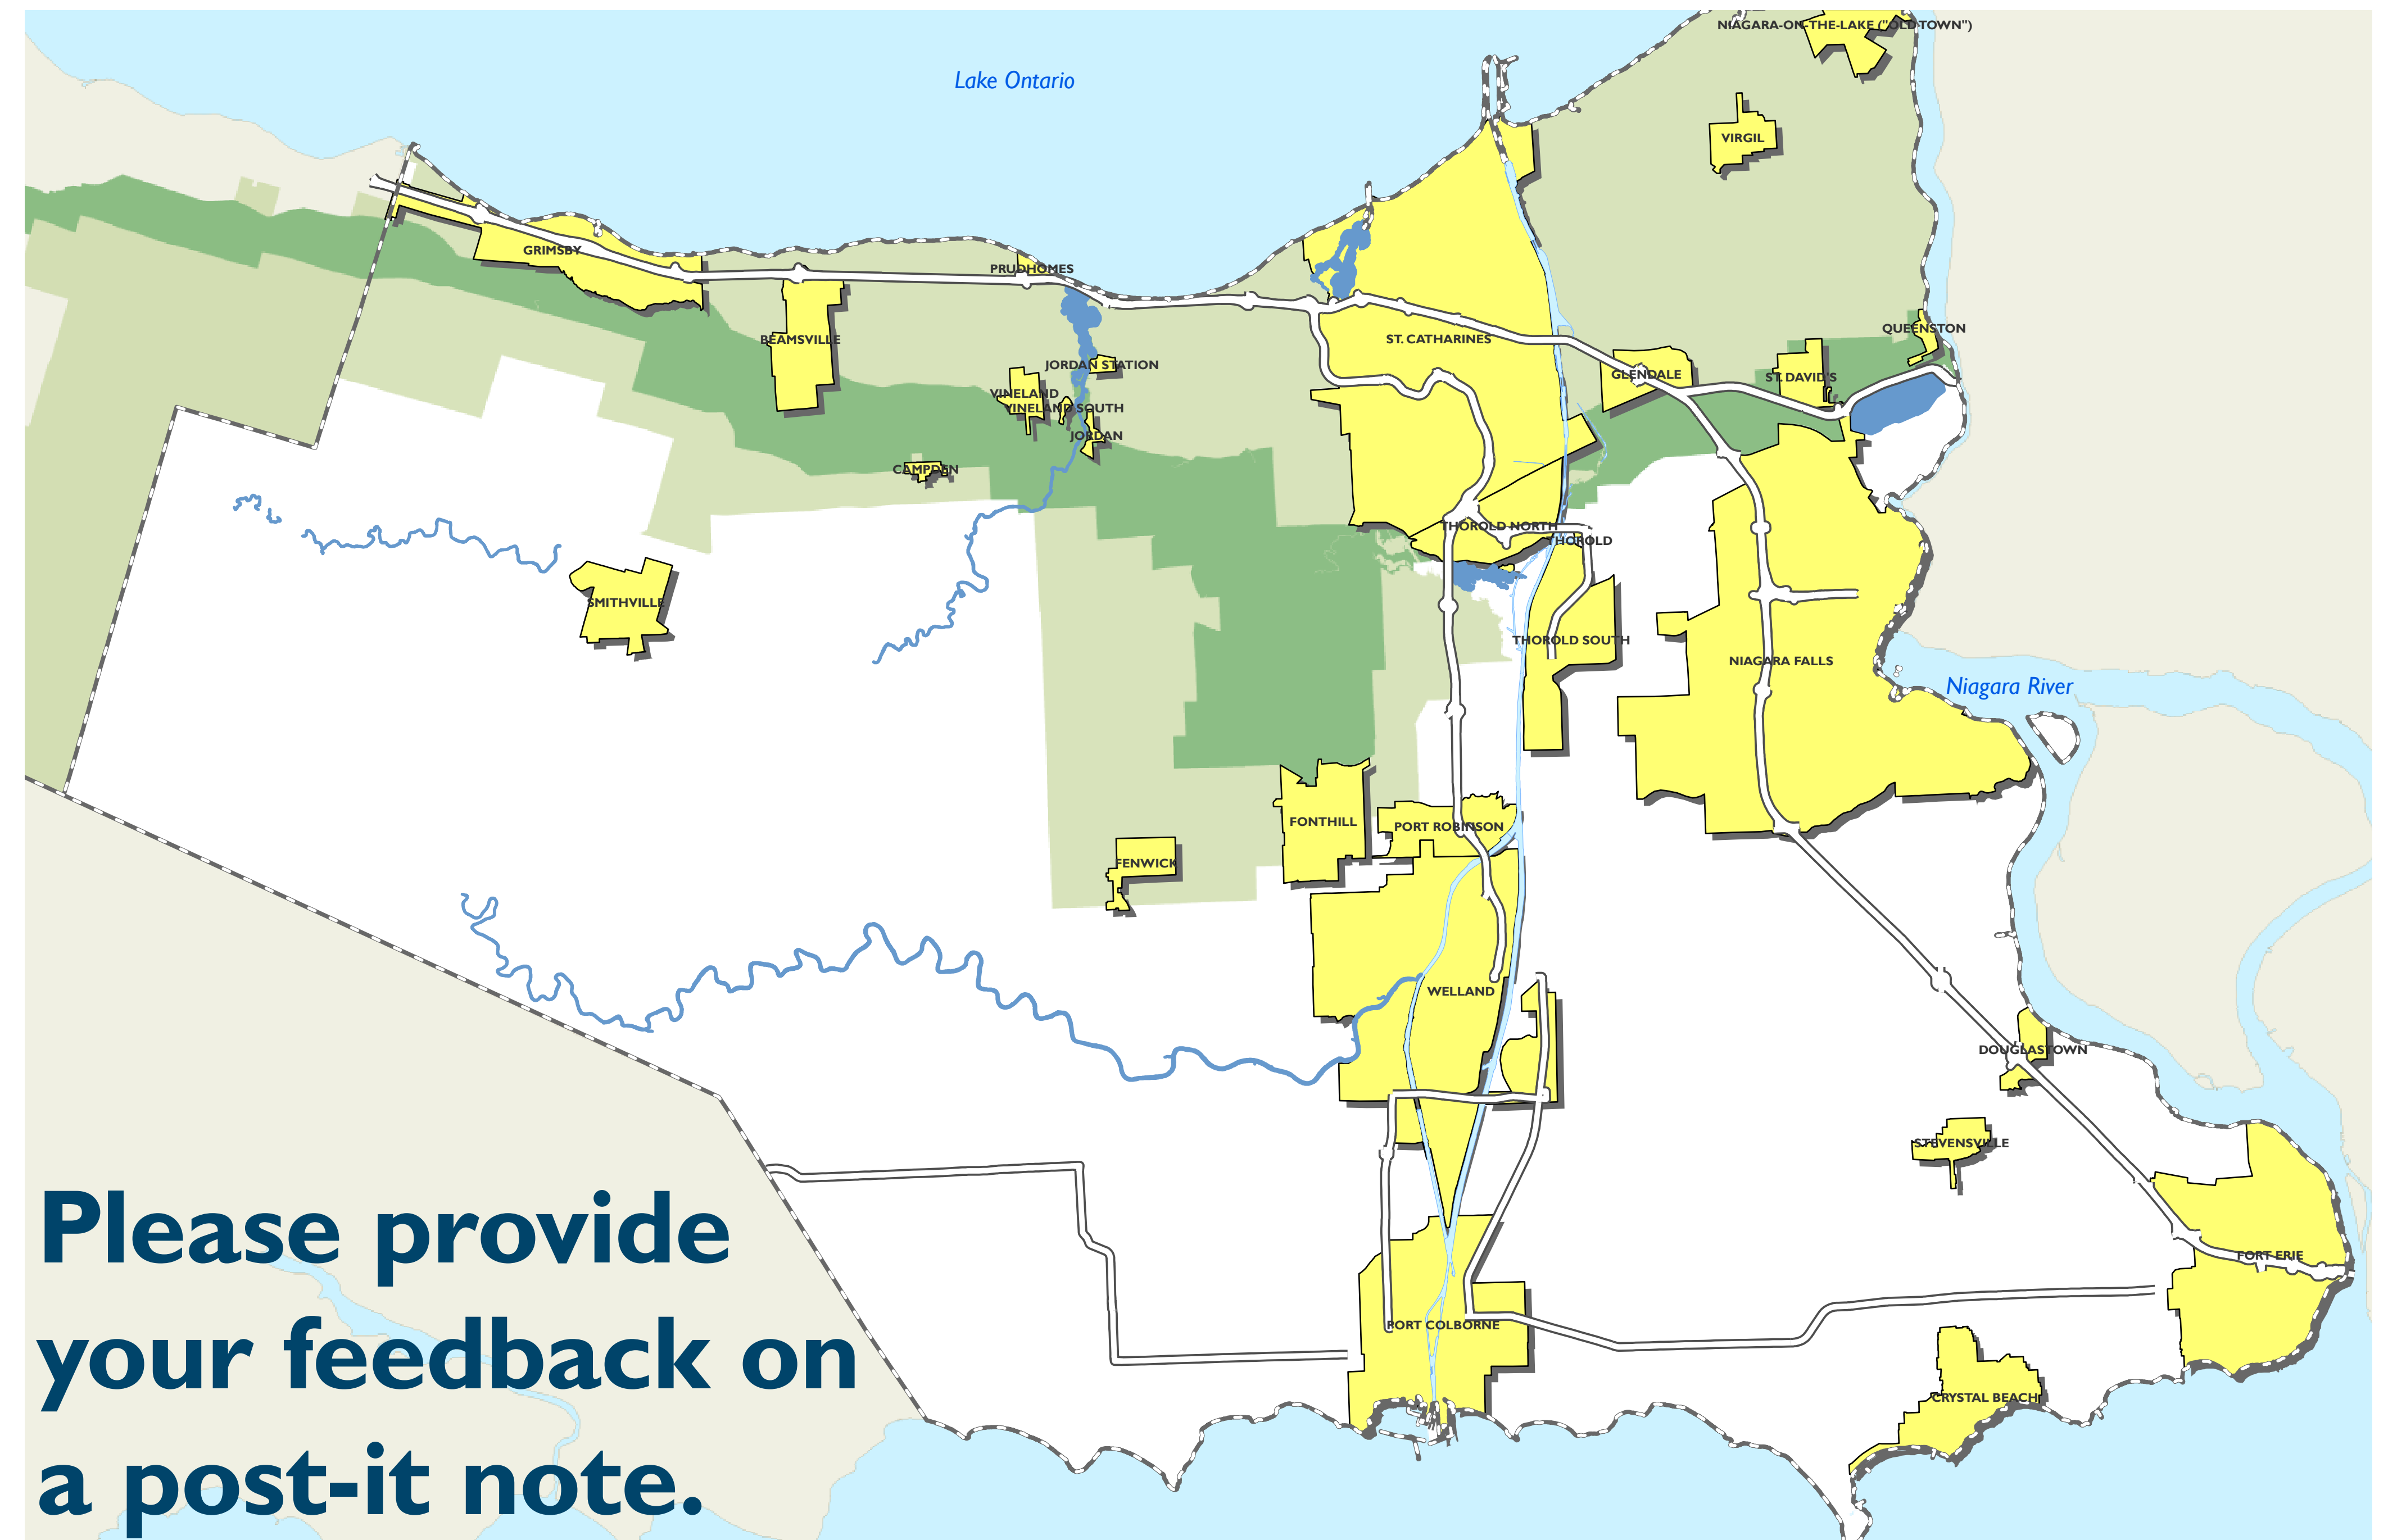 NIAGARA-ON-THE-LAKE ("OLD TOWN")
Lake Ontario
VIRGIL
GRIMSBY
PRUDHOMES
QUEENSTON
BEAMSVILLE
ST. CATHARINES
JORDAN STATION
GLENDALE
ST. DAVID'S
VINELAND
VINELAND SOUTH
JORDAN
CAMPDEN
THOROLD NORTH
THOROLD
SMITHVILLE
THOROLD SOUTH
NIAGARA FALLS
Niagara River
FONTHILL
PORT ROBINSON
FENWICK
WELLAND
DOUGLASTOWN
STEVENSVILLE
FORT ERIE
PORT COLBORNE
CRYSTAL BEACH
Please provide
your feedback on
a post-it note.